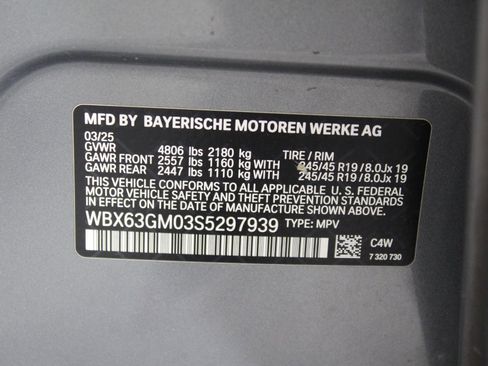 MFD BY BAYERISCHE MOTOREN WERKE AG
03/25
GVWR 4806 lbs 2180 kg TIRE / RIM
GAWR FRONT 2557 lbs 1160 kg WITH 245/45 R19 / 8.0Jx 19
GAWR REAR 2447 lbs 1110 kg WITH 245/45 R19 / 8.0Jx 19
THIS VEHICLE CONFORMS TO ALL APPLICABLE U. S. FEDERAL
MOTOR VEHICLE SAFETY AND THEFT PREVENTION STANDARDS
IN EFFECT ON THE DATE OF MANUFACTURE SHOWN ABOVE.
WBX63GM03S5297939 TYPE: MPV
C4W
7 320 730